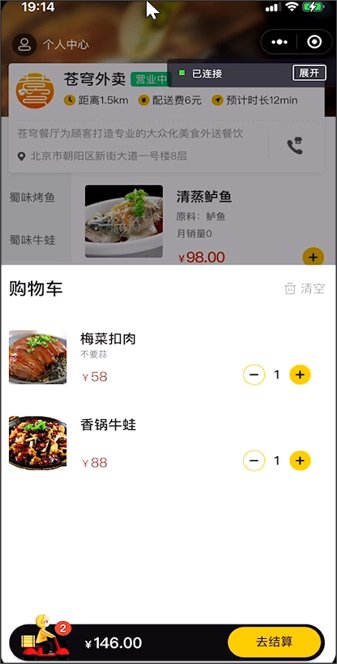 19:14
个人中心
苍穹外卖 营业中
已连接 展开
距离1.5km 配送费6元 预计时长12min
苍穹餐厅为顾客打造专业的大众化美食外送餐饮
北京市朝阳区新街大道一号楼8层
蜀味烤鱼
蜀味牛蛙
清蒸鲈鱼
原料：鲈鱼
月销量0
￥98.00
购物车 清空
梅菜扣肉
不要蒜
￥58 1
香锅牛蛙
￥88 1
2
￥146.00 去结算